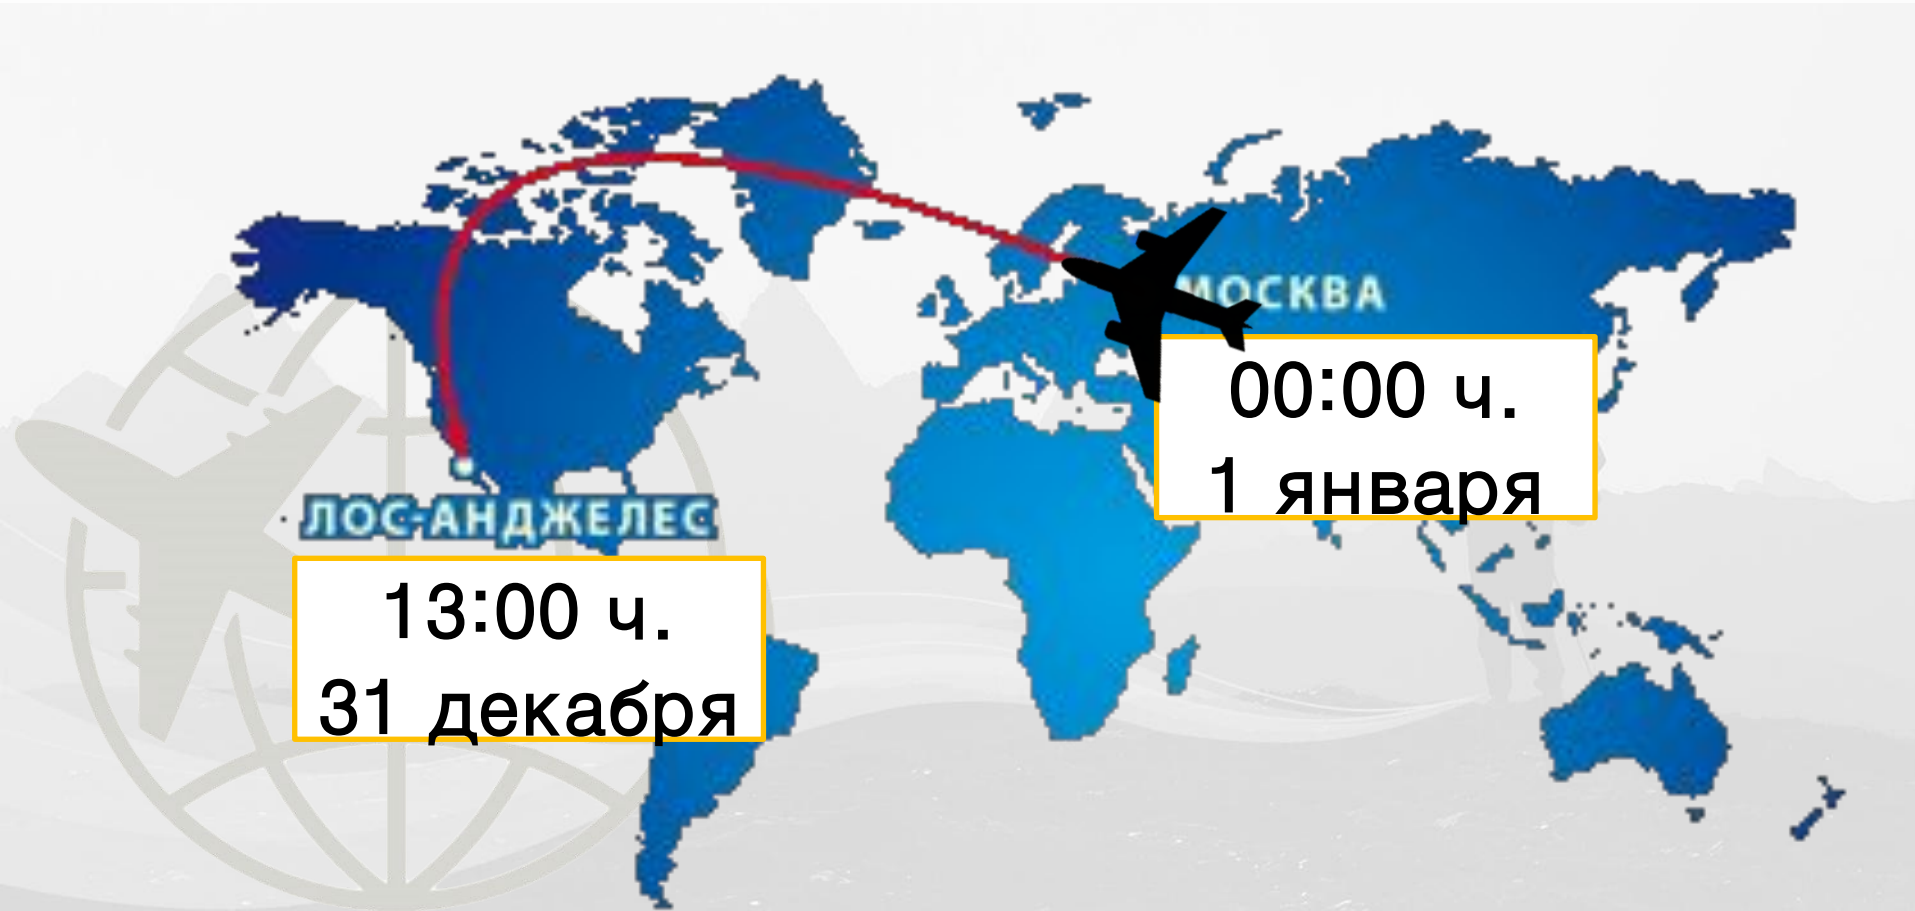 МОСКВА
00:00 ч.
1 января
ЛОС-АНДЖЕЛЕС
13:00 ч.
31 декабря